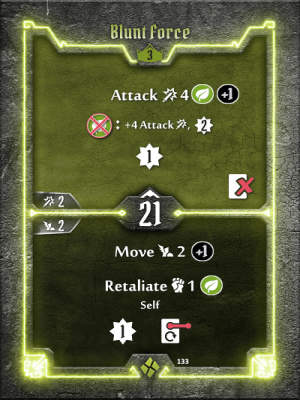 Blunt Force
3
Attack 4 +1
: +4 Attack , 2
1
2
21
2
Move 2 +1
Retaliate 1
Self
1
133